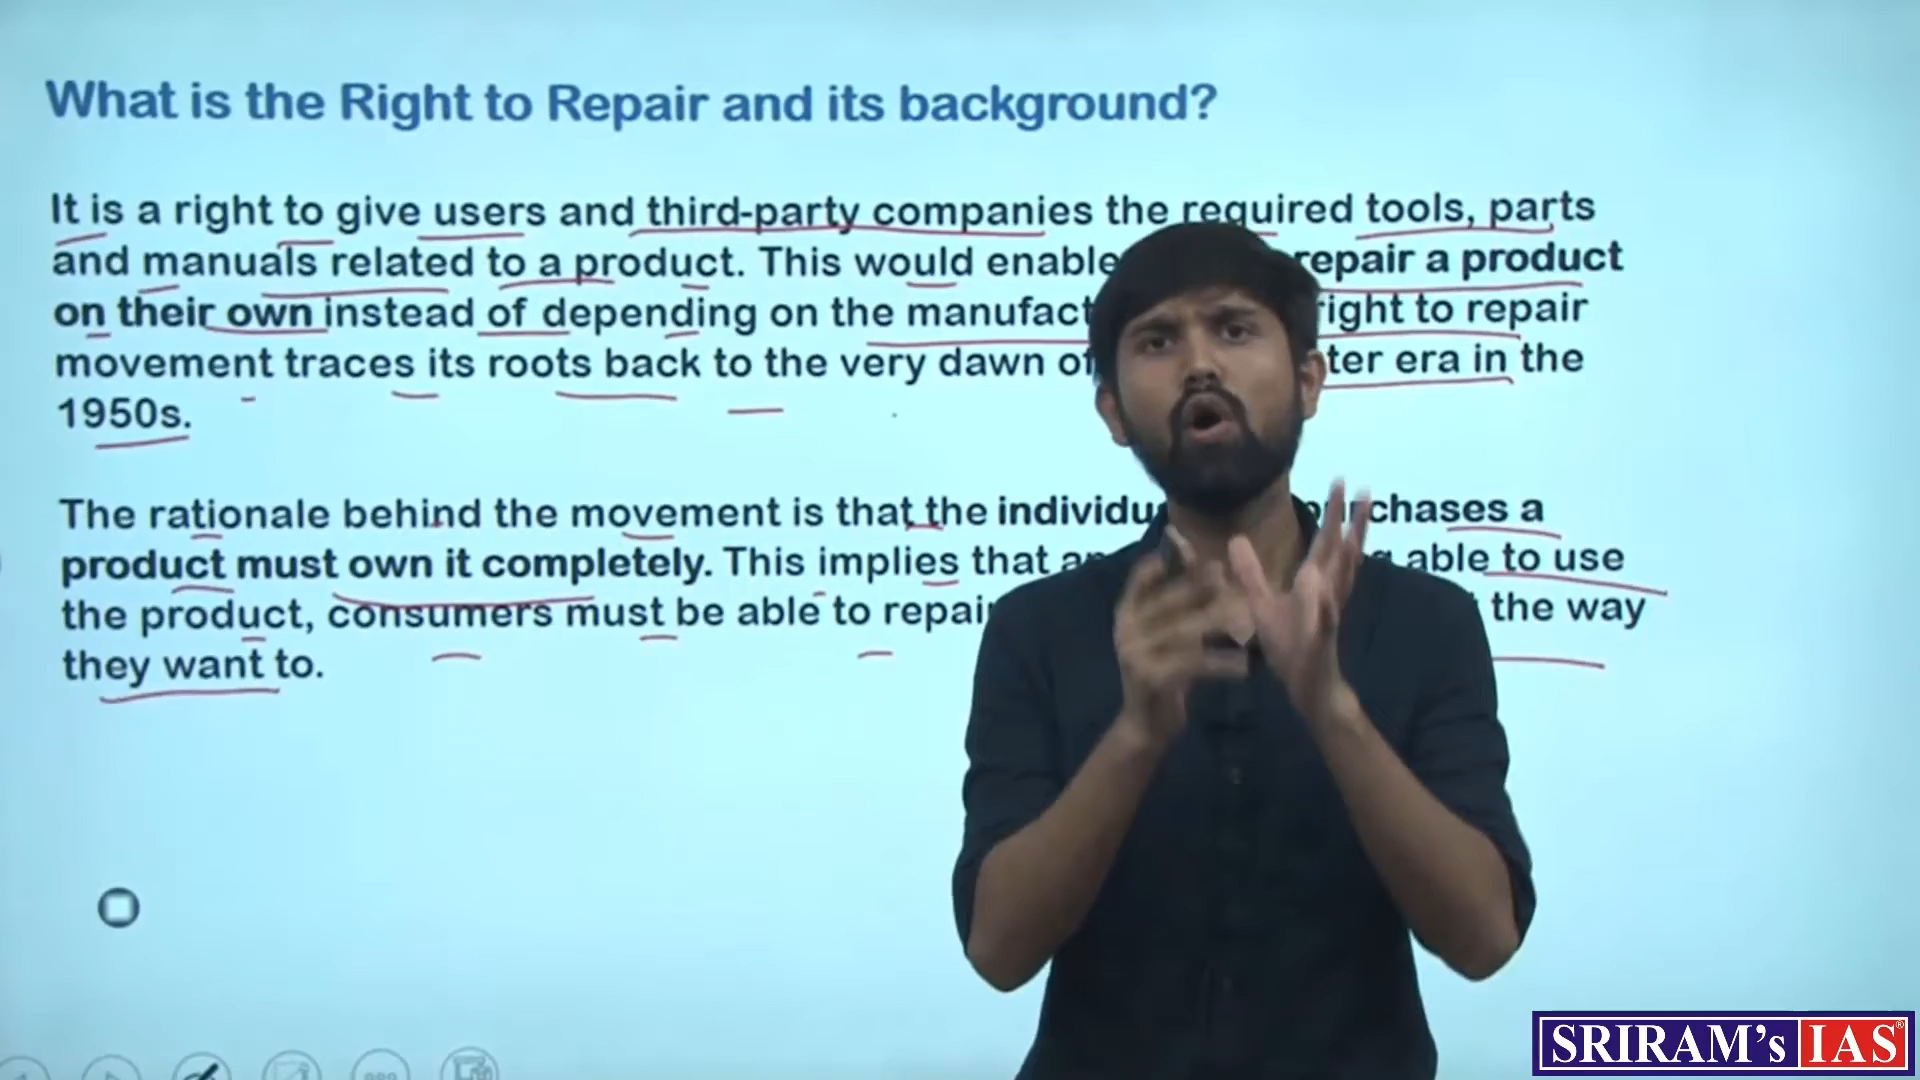 What is the Right to Repair and its background?
It is a right to give users and third-party companies the required tools, parts
and manuals related to a product. This would enable repair a product
on their own instead of depending on the manufact right to repair
movement traces its roots back to the very dawn of ter era in the
1950s.
The rationale behind the movement is that the individu purchases a
product must own it completely. This implies that able to use
the product, consumers must be able to repair the way
they want to.
SRIRAM's IAS®